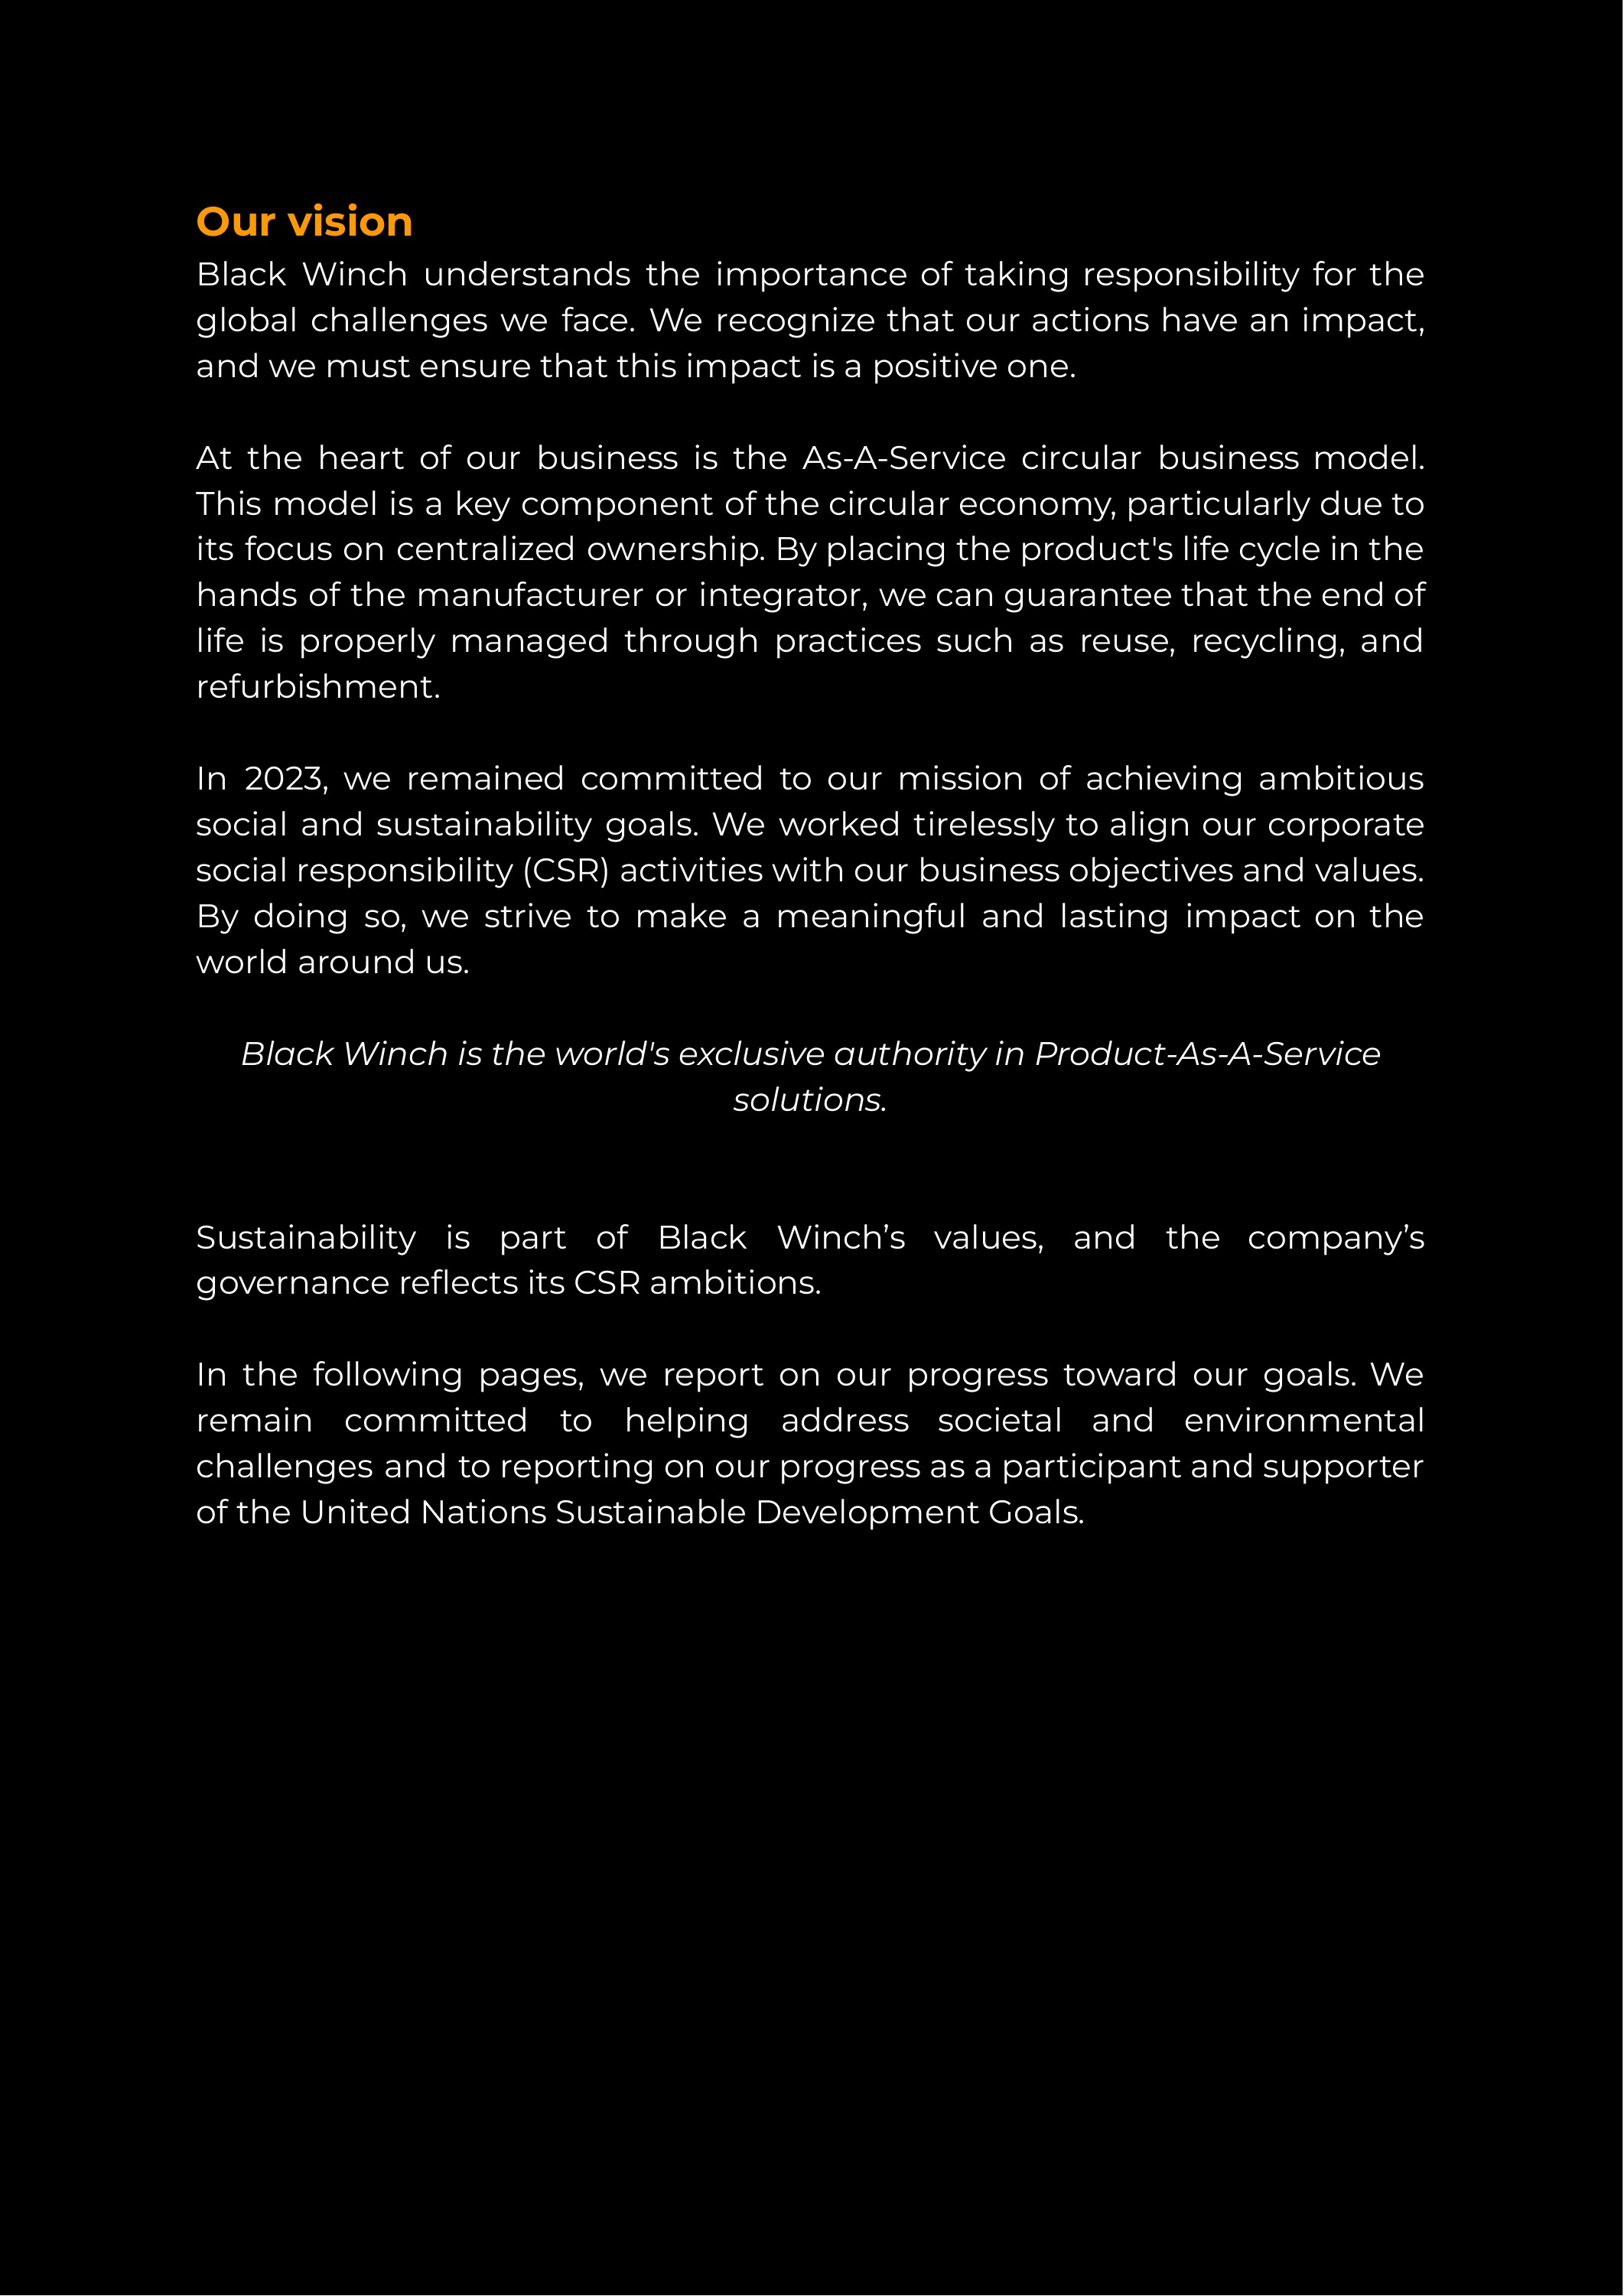 Our vision
Black Winch understands the importance of taking responsibility for the
global challenges we face. We recognize that our actions have an impact,
and we must ensure that this impact is a positive one.
At the heart of our business is the As-A-Service circular business model.
This model is a key component of the circular economy, particularly due to
its focus on centralized ownership. By placing the product's life cycle in the
hands of the manufacturer or integrator, we can guarantee that the end of
life is properly managed through practices such as reuse, recycling, and
refurbishment.
In 2023, we remained committed to our mission of achieving ambitious
social and sustainability goals. We worked tirelessly to align our corporate
social responsibility (CSR) activities with our business objectives and values.
By doing so, we strive to make a meaningful and lasting impact on the
world around us.
Black Winch is the world's exclusive authority in Product-As-A-Service
solutions.
Sustainability is part of Black Winch’s values, and the company’s
governance reflects its CSR ambitions.
In the following pages, we report on our progress toward our goals. We
remain committed to helping address societal and environmental
challenges and to reporting on our progress as a participant and supporter
of the United Nations Sustainable Development Goals.